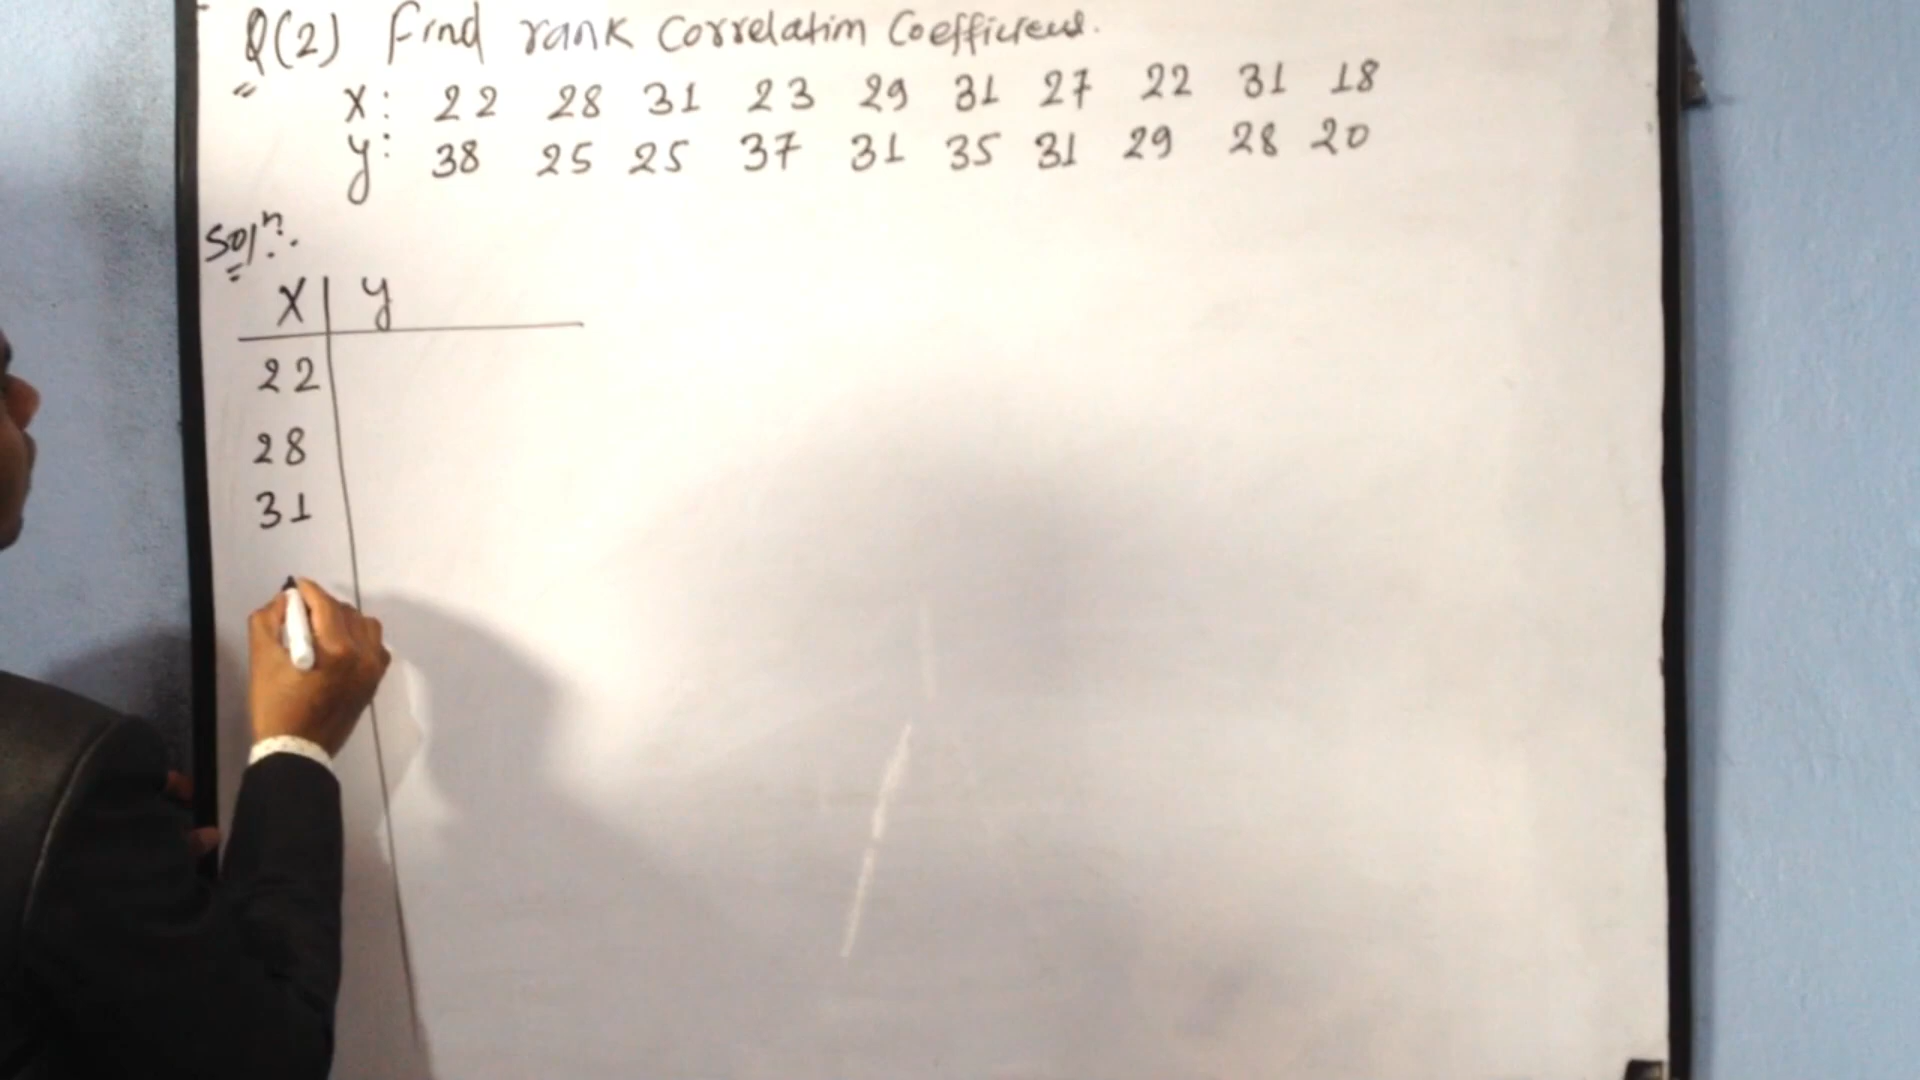 Q(2) Find rank Correlation Coefficient.
X: 22 28 31 23 29 31 27 22 31 18
y: 38 25 25 37 31 35 31 29 28 20
Solⁿ.
X | y
22
28
31